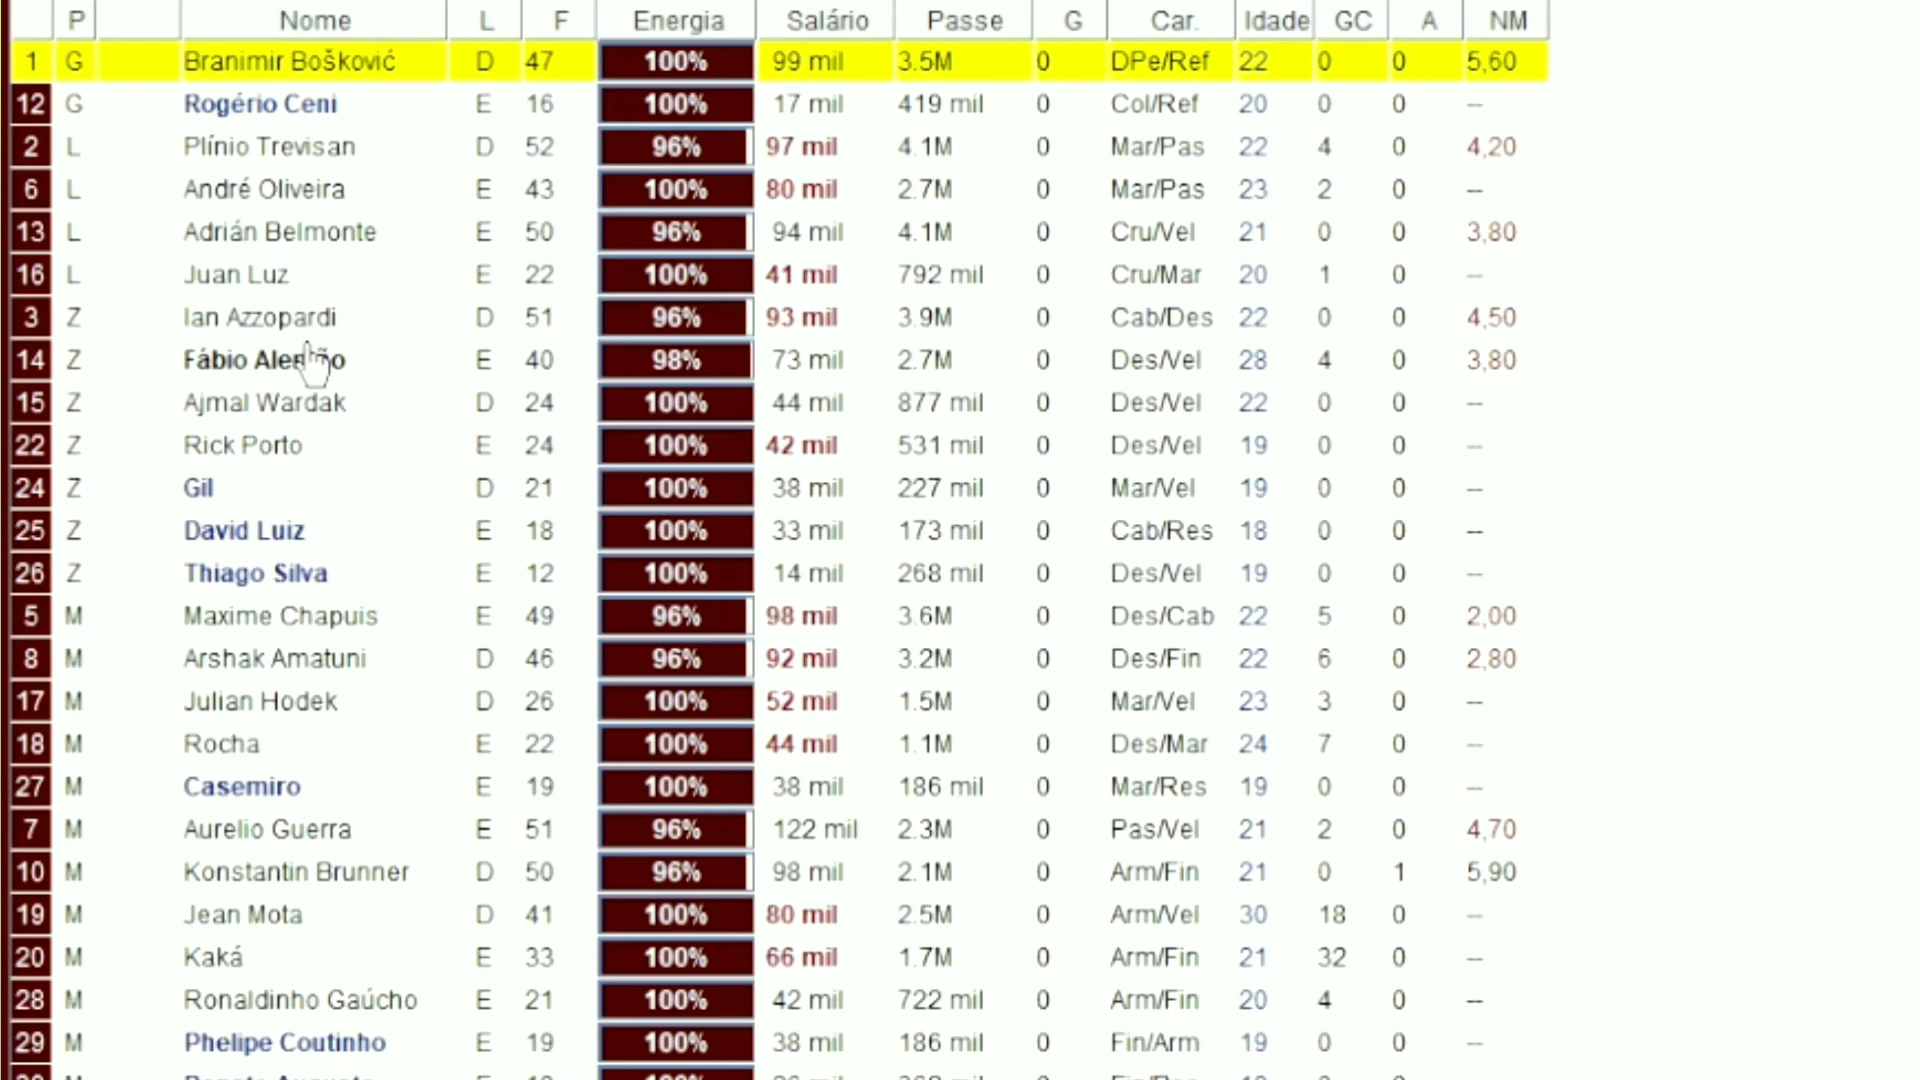 P Nome L F Energia Salário Passe G Car. Idade GC A NM
1 G Branimir Bošković D 47 100% 99 mil 3.5M 0 DPe/Ref 22 0 0 5,60
12 G Rogério Ceni E 16 100% 17 mil 419 mil 0 Col/Ref 20 0 0 --
2 L Plínio Trevisan D 52 96% 97 mil 4.1M 0 Mar/Pas 22 4 0 4,20
6 L André Oliveira E 43 100% 80 mil 2.7M 0 Mar/Pas 23 2 0 --
13 L Adrián Belmonte E 50 96% 94 mil 4.1M 0 Cru/Vel 21 0 0 3,80
16 L Juan Luz E 22 100% 41 mil 792 mil 0 Cru/Mar 20 1 0 --
3 Z Ian Azzopardi D 51 96% 93 mil 3.9M 0 Cab/Des 22 0 0 4,50
14 Z Fábio E 40 98% 73 mil 2.7M 0 Des/Vel 28 4 0 3,80
15 Z Ajmal Wardak D 24 100% 44 mil 877 mil 0 Des/Vel 22 0 0 --
22 Z Rick Porto E 24 100% 42 mil 531 mil 0 Des/Vel 19 0 0 --
24 Z Gil D 21 100% 38 mil 227 mil 0 Mar/Vel 19 0 0 --
25 Z David Luiz E 18 100% 33 mil 173 mil 0 Cab/Res 18 0 0 --
26 Z Thiago Silva E 12 100% 14 mil 268 mil 0 Des/Vel 19 0 0 --
5 M Maxime Chapuis E 49 96% 98 mil 3.6M 0 Des/Cab 22 5 0 2,00
8 M Arshak Amatuni D 46 96% 92 mil 3.2M 0 Des/Fin 22 6 0 2,80
17 M Julian Hodek D 26 100% 52 mil 1.5M 0 Mar/Vel 23 3 0 --
18 M Rocha E 22 100% 44 mil 1.1M 0 Des/Mar 24 7 0 --
27 M Casemiro E 19 100% 38 mil 186 mil 0 Mar/Res 19 0 0 --
7 M Aurelio Guerra E 51 96% 122 mil 2.3M 0 Pas/Vel 21 2 0 4,70
10 M Konstantin Brunner D 50 96% 98 mil 2.1M 0 Arm/Fin 21 0 1 5,90
19 M Jean Mota D 41 100% 80 mil 2.5M 0 Arm/Vel 30 18 0 --
20 M Kaká E 33 100% 66 mil 1.7M 0 Arm/Fin 21 32 0 --
28 M Ronaldinho Gaúcho E 21 100% 42 mil 722 mil 0 Arm/Fin 20 4 0 --
29 M Phelipe Coutinho E 19 100% 38 mil 186 mil 0 Fin/Arm 19 0 0 --